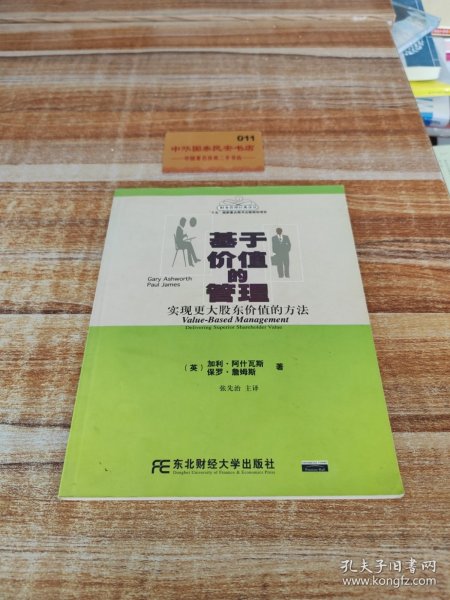 011
中华国泰民安书店
基于
价值
的
管理
Gary Ashworth
Paul James
实现更大股东价值的方法
Value-Based Management
Delivering Superior Shareholder Value
（英）加利·阿什瓦斯
保罗·詹姆斯 著
张先治 主译
东北财经大学出版社
Dongbei University of Finance & Economics Press
孔夫子旧书网
www.kongfz.com